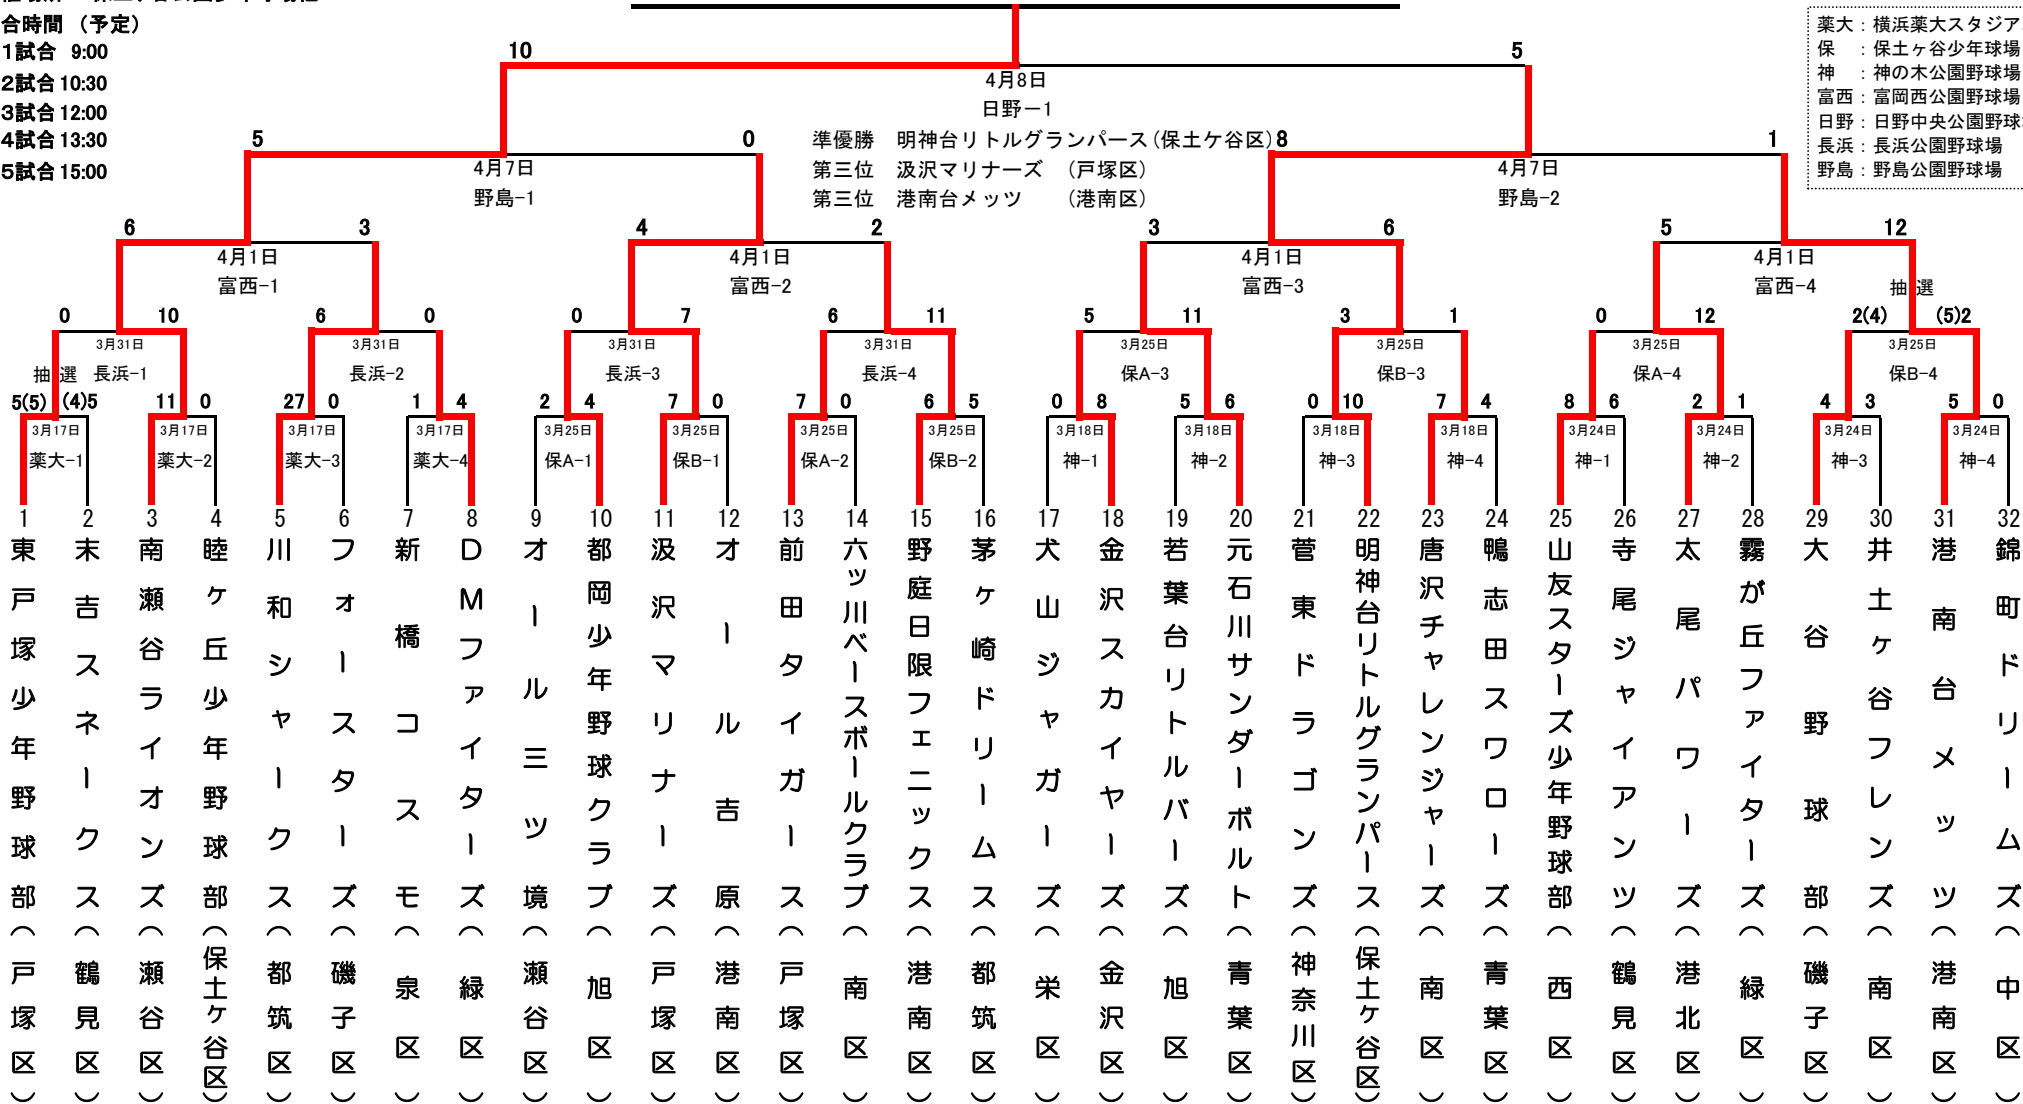 合時間 （予定）
1試合 9:00
2試合 10:30
3試合 12:00
4試合 13:30
5試合 15:00
薬大：横浜薬大スタジア
保　：保土ヶ谷少年球場
神　：神の木公園野球場
富西：富岡西公園野球場
日野：日野中央公園野球
長浜：長浜公園野球場
野島：野島公園野球場
10 5
4月8日
日野－1
準優勝 明神台リトルグランパース（保土ケ谷区）
第三位 汲沢マリナーズ （戸塚区）
第三位 港南台メッツ （港南区）
5 0 8 1
4月7日 4月7日
野島-1 野島-2
6 3 4 2 3 6 5 12
4月1日 4月1日 4月1日 4月1日
富西-1 富西-2 富西-3 富西-4
抽選
0 10 6 0 0 7 6 11 5 11 3 1 0 12 2(4) (5)2
3月31日 3月31日 3月31日 3月31日 3月25日 3月25日 3月25日 3月25日
抽選 長浜-1 長浜-2 長浜-3 長浜-4 保A-3 保B-3 保A-4 保B-4
5(5) (4)5 11 0 27 0 1 4 2 4 7 0 7 0 6 5 0 8 5 6 0 10 7 4 8 6 2 1 4 3 5 0
3月17日 3月17日 3月17日 3月17日 3月25日 3月25日 3月25日 3月25日 3月18日 3月18日 3月18日 3月18日 3月24日 3月24日 3月24日 3月24日
薬大-1 薬大-2 薬大-3 薬大-4 保A-1 保B-1 保A-2 保B-2 神-1 神-2 神-3 神-4 神-1 神-2 神-3 神-4
1 東戸塚少年野球部（戸塚区）
2 末吉スネークス（鶴見区）
3 南瀬谷ライオンズ（瀬谷区）
4 睦ヶ丘少年野球部（保土ヶ谷区）
5 川和シャークス（都筑区）
6 フォースターズ（磯子区）
7 新橋コスモ（泉区）
8 DMファイターズ（緑区）
9 オール三ツ境（瀬谷区）
10 都岡少年野球クラブ（旭区）
11 汲沢マリナーズ（戸塚区）
12 オール吉原（港南区）
13 前田タイガース（戸塚区）
14 六ッ川ベースボールクラブ（南区）
15 野庭日限フェニックス（港南区）
16 茅ヶ崎ドリームス（都筑区）
17 犬山ジャガーズ（栄区）
18 金沢スカイヤーズ（金沢区）
19 若葉台リトルバーズ（旭区）
20 元石川サンダーボルト（青葉区）
21 菅東ドラゴンズ（神奈川区）
22 明神台リトルグランパース（保土ヶ谷区）
23 唐沢チャレンジャーズ（南区）
24 鴨志田スワローズ（青葉区）
25 山友スターズ少年野球部（西区）
26 寺尾ジャイアンツ（鶴見区）
27 太尾パワーズ（港北区）
28 霧が丘ファイターズ（緑区）
29 大谷野球部（磯子区）
30 井土ヶ谷フレンズ（南区）
31 港南台メッツ（港南区）
32 錦町ドリームズ（中区）